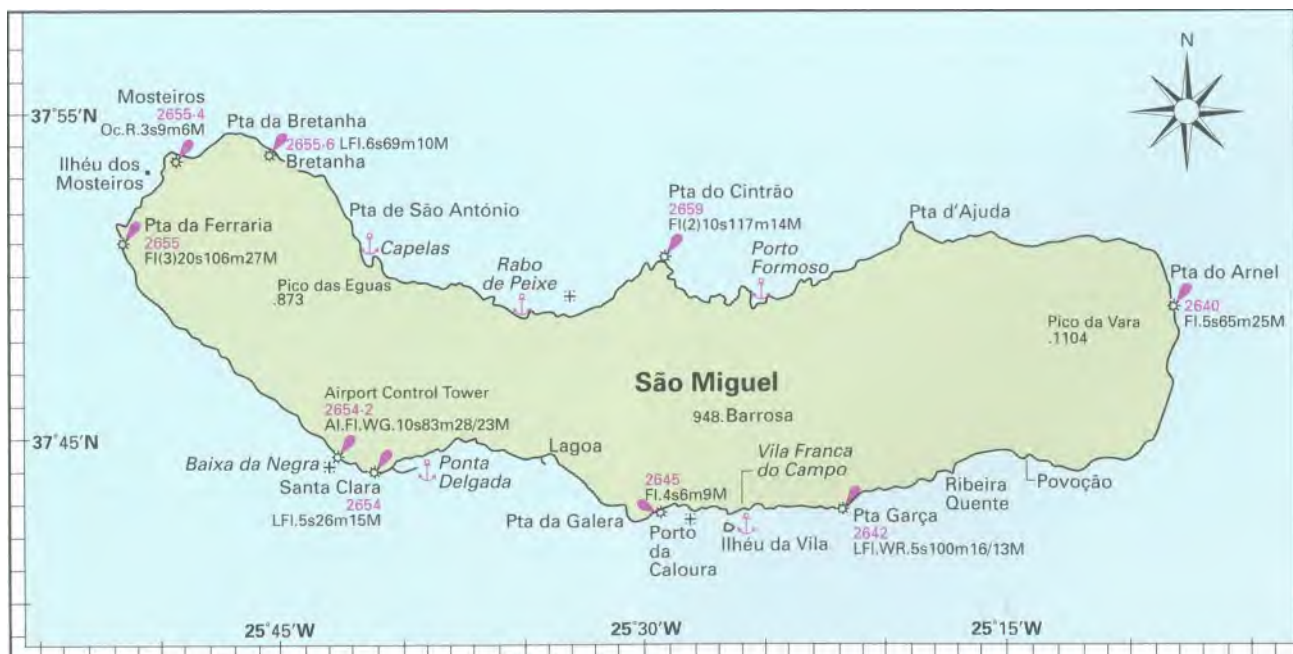 N
37°55'N
Mosteiros
2655·4
Oc.R.3s9m6M
Pta da Bretanha
2655·6 LFl.6s69m10M
Bretanha
Ilhéu dos
Mosteiros
Pta da Ferraria
2655
Fl(3)20s106m27M
Pta de São António
Capelas
Pico das Eguas
.873
Rabo
de Peixe
Pta do Cintrão
2659
Fl(2)10s117m14M
Porto
Formoso
Pta d'Ajuda
Pta do Arnel
2640
Fl.5s65m25M
Pico da Vara
.1104
São Miguel
948.Barrosa
Airport Control Tower
2654·2
Al.Fl.WG.10s83m28/23M
37°45'N
Baixa da Negra
Santa Clara
2654
LFl.5s26m15M
Ponta
Delgada
Lagoa
Pta da Galera
2645
Fl.4s6m9M
Porto
da
Caloura
Vila Franca
do Campo
Ilhéu da Vila
Pta Garça
2642
LFl.WR.5s100m16/13M
Ribeira
Quente
Povoção
25°45'W
25°30'W
25°15'W